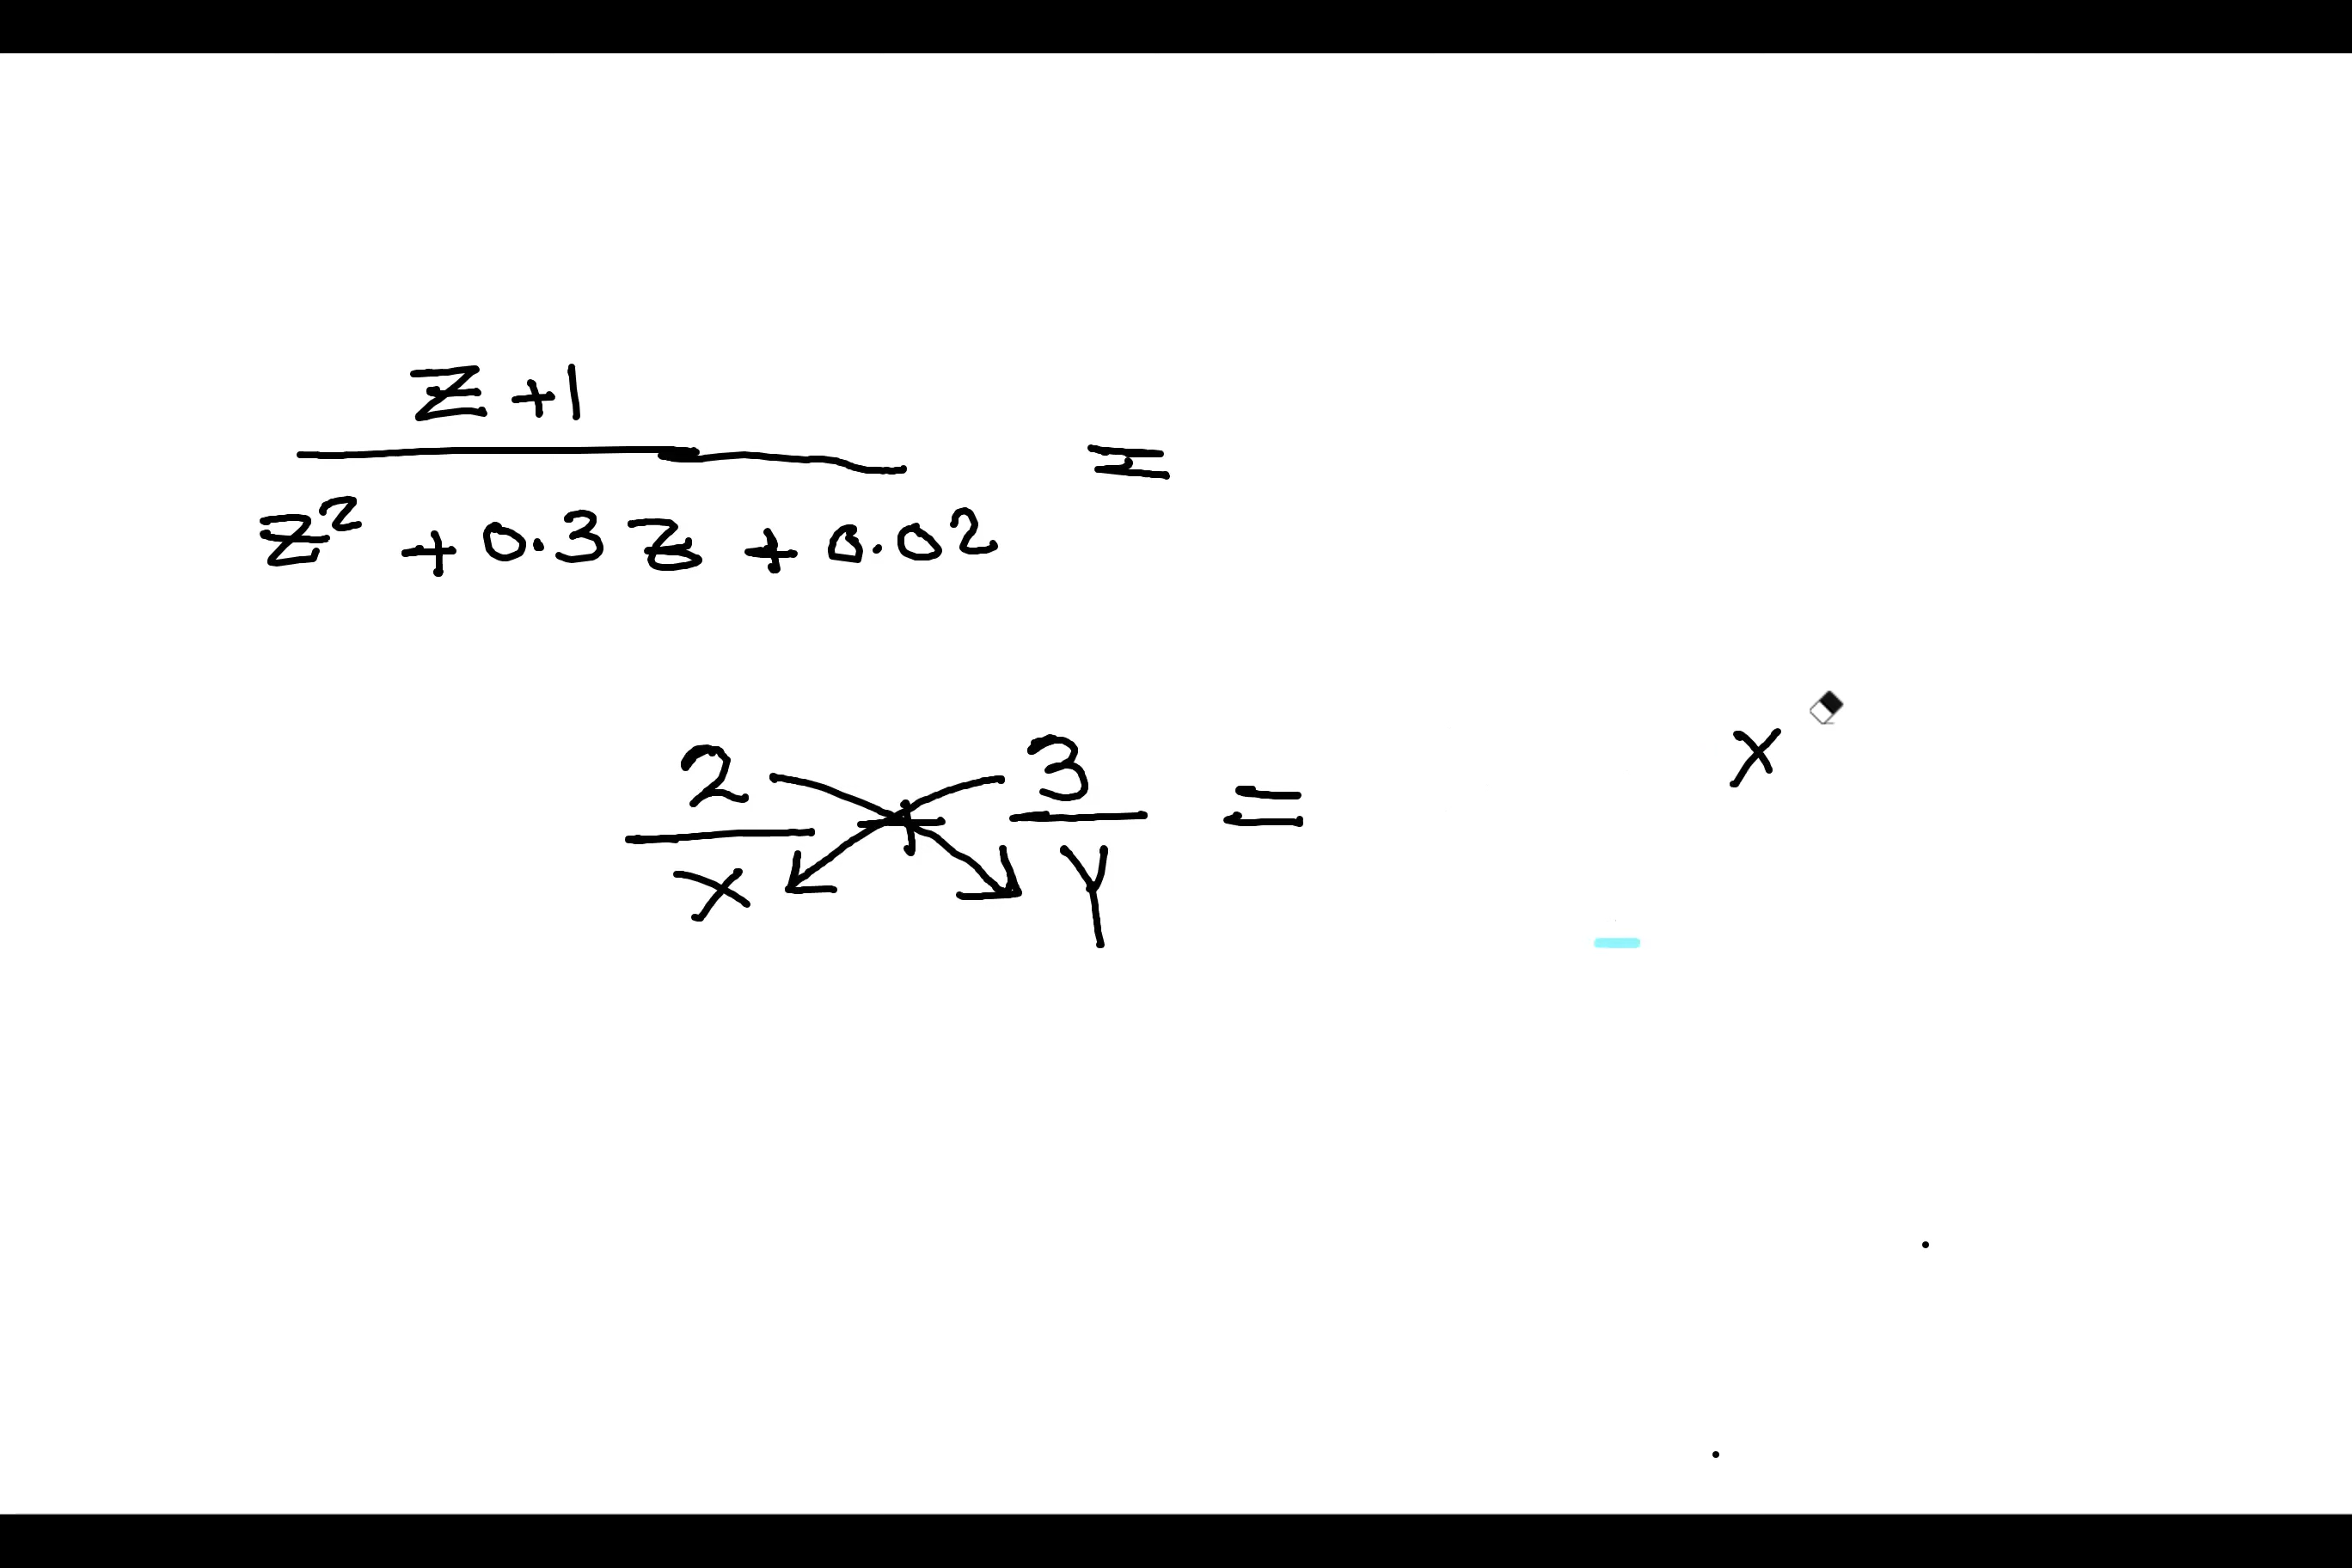 z + 1
=
z² + 0.3z + 0.02
2 + 3 =
x y
x